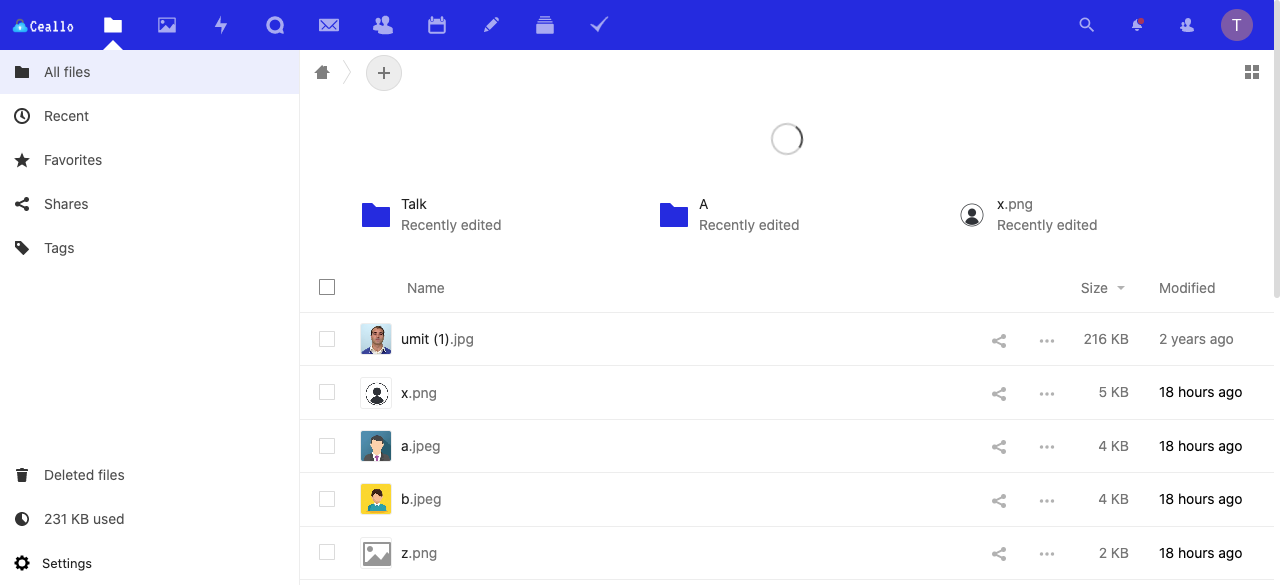 Ceallo
T
All files
Recent
Favorites
Shares
Tags
Deleted files
231 KB used
Settings
Talk
Recently edited
A
Recently edited
x.png
Recently edited
Name Size Modified
umit (1).jpg 216 KB 2 years ago
x.png 5 KB 18 hours ago
a.jpeg 4 KB 18 hours ago
b.jpeg 4 KB 18 hours ago
z.png 2 KB 18 hours ago